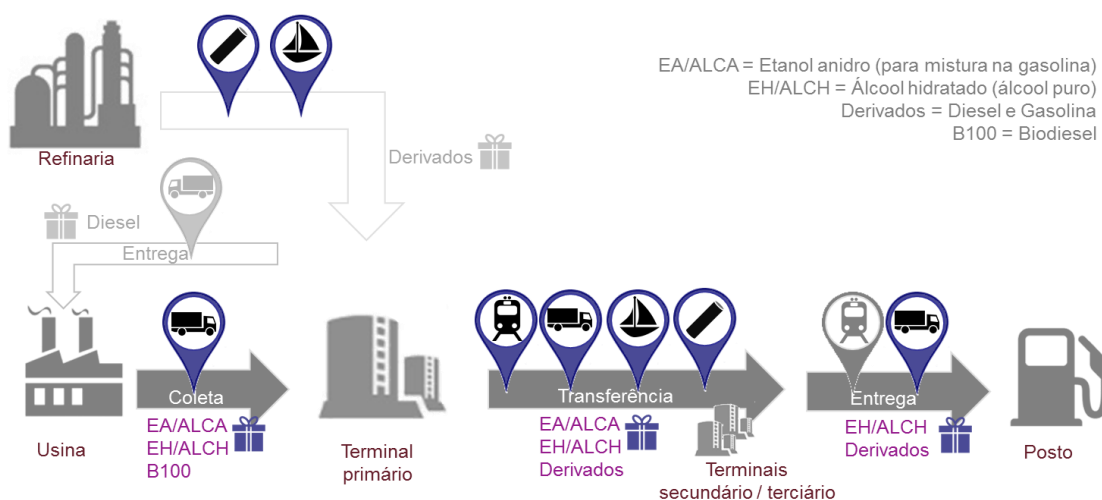 EA/ALCA = Etanol anidro (para mistura na gasolina)
EH/ALCH = Álcool hidratado (álcool puro)
Derivados = Diesel e Gasolina
B100 = Biodiesel
Refinaria
Derivados
Diesel
Entrega
Coleta
EA/ALCA
EH/ALCH
B100
Usina
Terminal
primário
Transferência
EA/ALCA
EH/ALCH
Derivados
Terminais
secundário / terciário
Entrega
EH/ALCH
Derivados
Posto